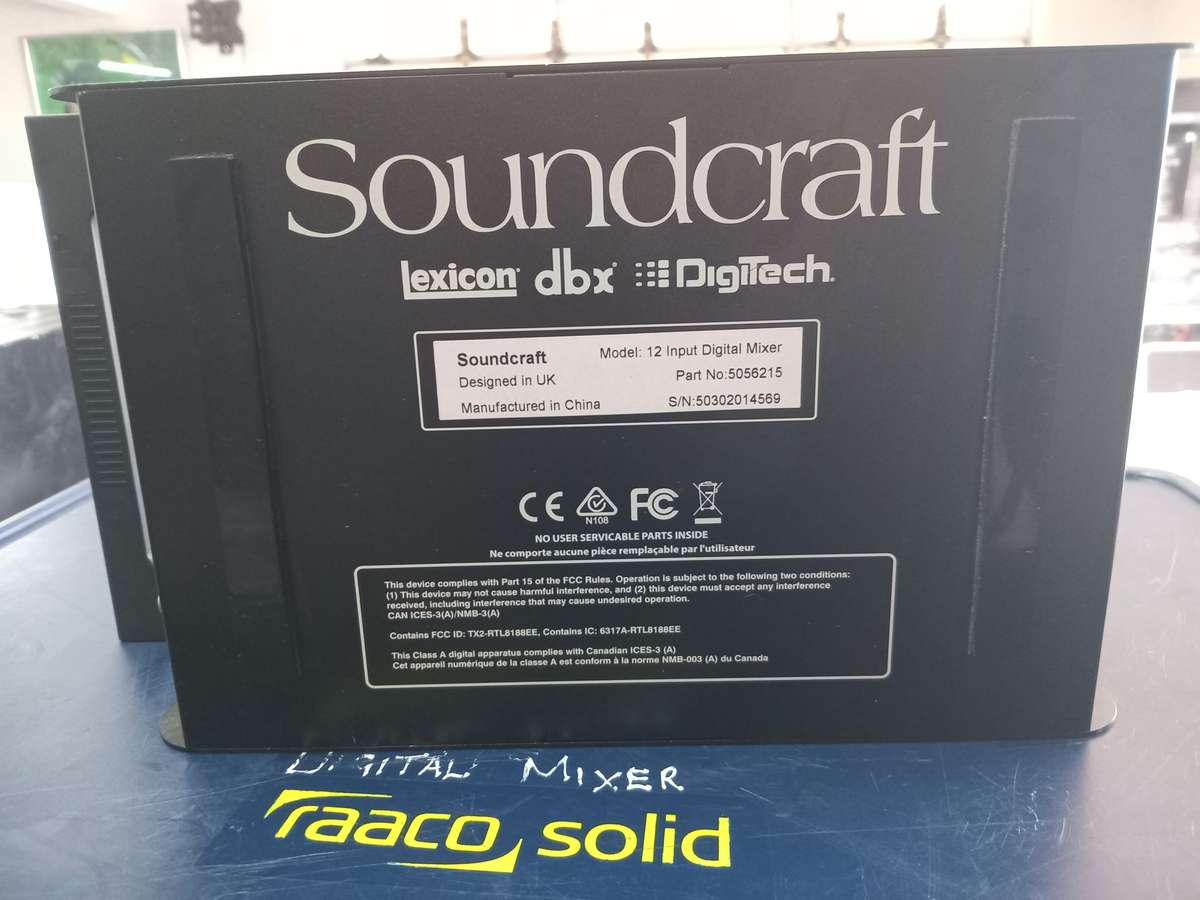 Soundcraft
Lexicon dbx DigiTech
Soundcraft Model: 12 Input Digital Mixer
Designed in UK Part No:5056215
Manufactured in China S/N:50302014569
CE FC
N108
NO USER SERVICABLE PARTS INSIDE
Ne comporte aucune pièce remplaçable par l'utilisateur
This device complies with Part 15 of the FCC Rules. Operation is subject to the following two conditions:
(1) This device may not cause harmful interference, and (2) this device must accept any interference
received, including interference that may cause undesired operation.
CAN ICES-3(A)/NMB-3(A)
Contains FCC ID: TX2-RTL8188EE, Contains IC: 6317A-RTL8188EE
This Class A digital apparatus complies with Canadian ICES-3 (A)
Cet appareil numérique de la classe A est conform à la norme NMB-003 (A) du Canada
DIGITAL MIXER
raaco solid